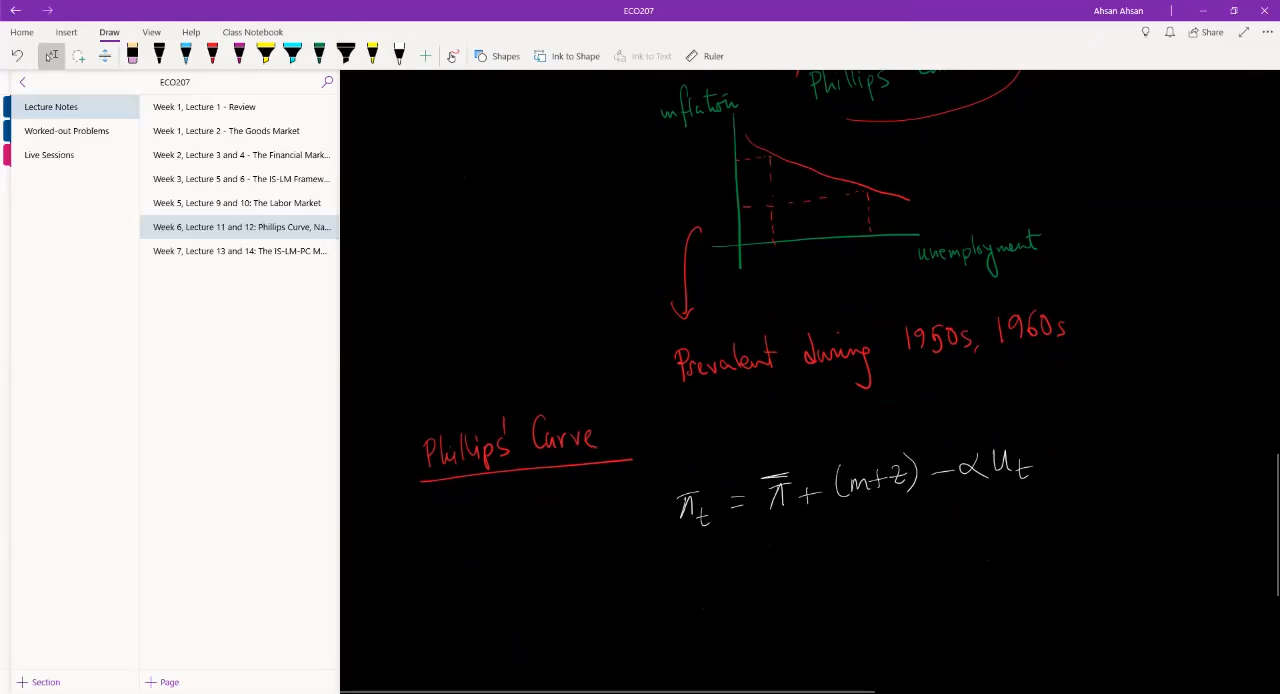 ECO207
Ahsan Ahsan
Home Insert Draw View Help Class Notebook
Shapes Ink to Shape Ink to Text Ruler Share
ECO207
Lecture Notes
Worked-out Problems
Live Sessions
Week 1, Lecture 1 - Review
Week 1, Lecture 2 - The Goods Market
Week 2, Lecture 3 and 4 - The Financial Mark...
Week 3, Lecture 5 and 6 - The IS-LM Framew...
Week 5, Lecture 9 and 10: The Labor Market
Week 6, Lecture 11 and 12: Phillips Curve, Na...
Week 7, Lecture 13 and 14: The IS-LM-PC M...
Phillips
inflation
unemployment
Prevalent during 1950s, 1960s
Phillips' Curve
π_t = π̄ + (m+z) - αu_t
+ Section
+ Page